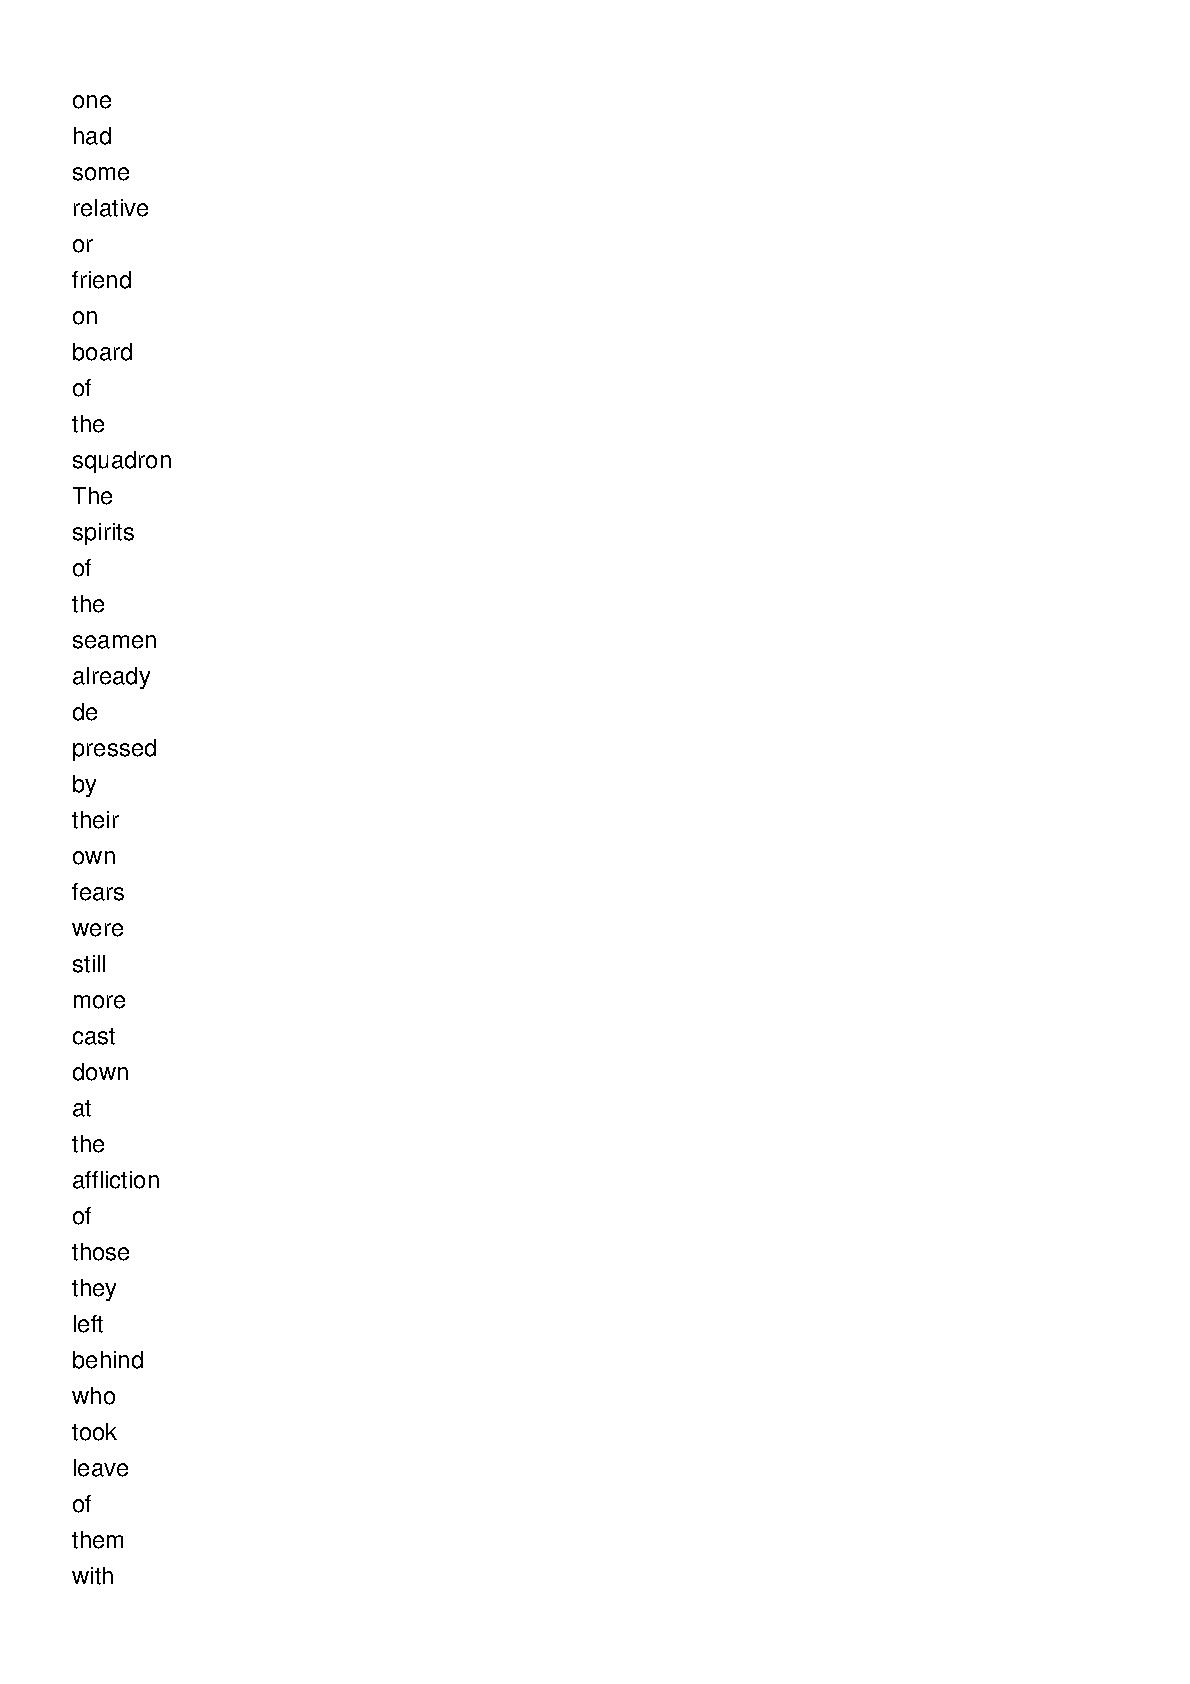 one
had
some
relative
or
friend
on
board
of
the
squadron
The
spirits
of
the
seamen
already
de
pressed
by
their
own
fears
were
still
more
cast
down
at
the
affliction
of
those
they
left
behind
who
took
leave
of
them
with